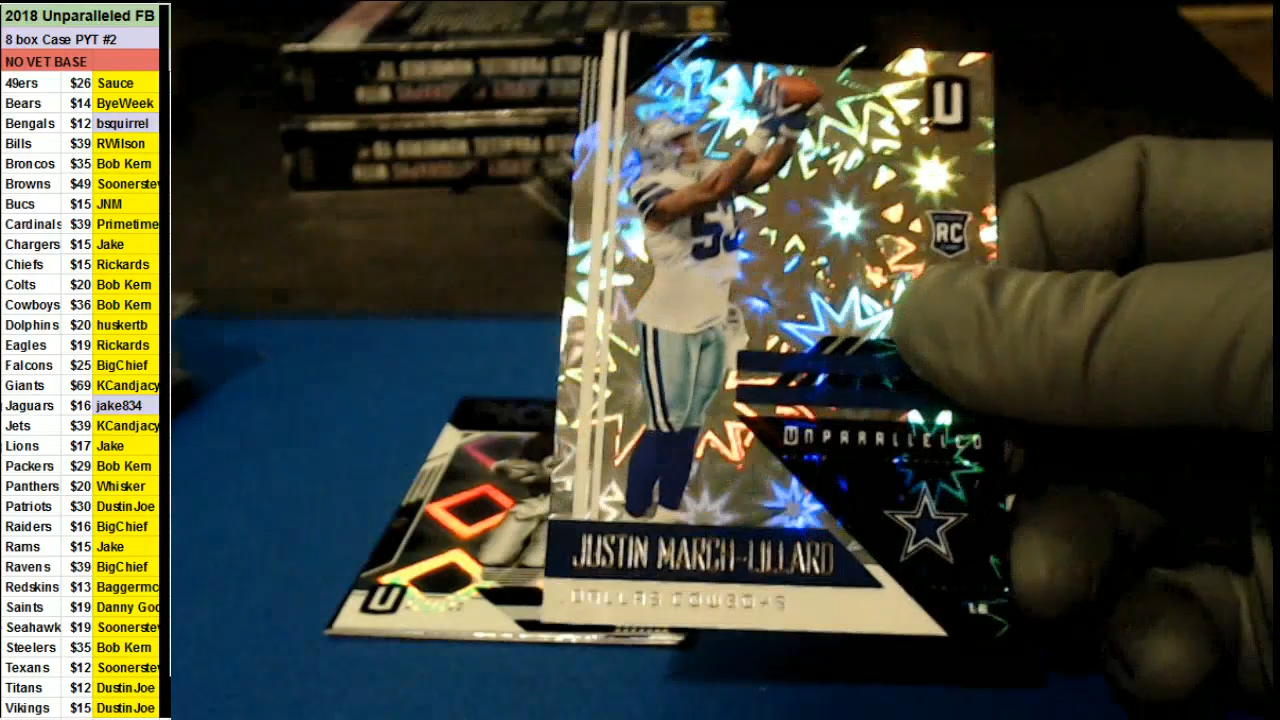 2018 Unparalleled FB
8 box Case PYT #2
NO VET BASE
49ers $26 Sauce
Bears $14 ByeWeek
Bengals $12 bsquirrel
Bills $39 RWilson
Broncos $35 Bob Kern
Browns $49 Soonerste
Bucs $15 JNM
Cardinals $39 Primetime
Chargers $15 Jake
Chiefs $15 Rickards
Colts $20 Bob Kern
Cowboys $36 Bob Kern
Dolphins $20 huskertb
Eagles $19 Rickards
Falcons $25 BigChief
Giants $69 KCandjacy
Jaguars $16 jake834
Jets $39 KCandjacy
Lions $17 Jake
Packers $29 Bob Kern
Panthers $20 Whisker
Patriots $30 DustinJoe
Raiders $16 BigChief
Rams $15 Jake
Ravens $39 BigChief
Redskins $13 Baggermc
Saints $19 Danny Goo
Seahawk $19 Soonerste
Steelers $35 Bob Kern
Texans $12 Soonerste
Titans $12 DustinJoe
Vikings $15 DustinJoe
U
RC
53
UNPARALLELED
JUSTIN MARCH-LILLARD
DALLAS COWBOYS
LB
U